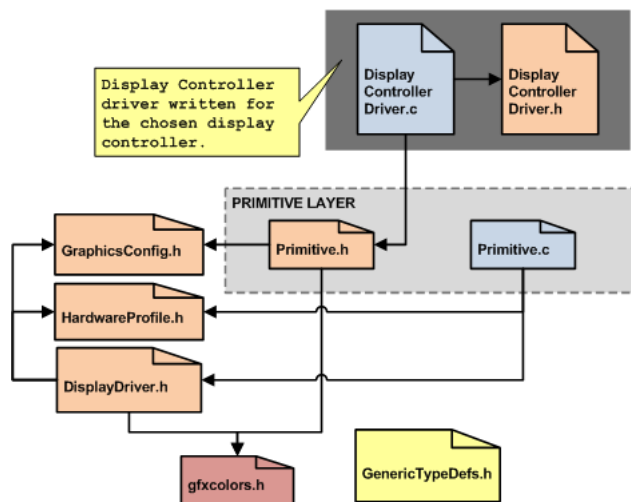 Display Controller
driver written for
the chosen display
controller.
Display
Controller
Driver.c
Display
Controller
Driver.h
PRIMITIVE LAYER
GraphicsConfig.h
Primitive.h
Primitive.c
HardwareProfile.h
DisplayDriver.h
gfxcolors.h
GenericTypeDefs.h